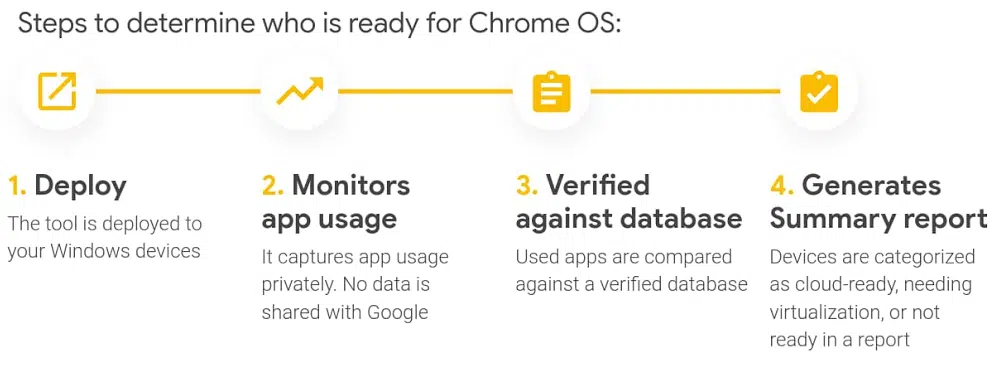 Steps to determine who is ready for Chrome OS:
1. Deploy
The tool is deployed to
your Windows devices
2. Monitors
app usage
It captures app usage
privately. No data is
shared with Google
3. Verified
against database
Used apps are compared
against a verified database
4. Generates
Summary report
Devices are categorized
as cloud-ready, needing
virtualization, or not
ready in a report